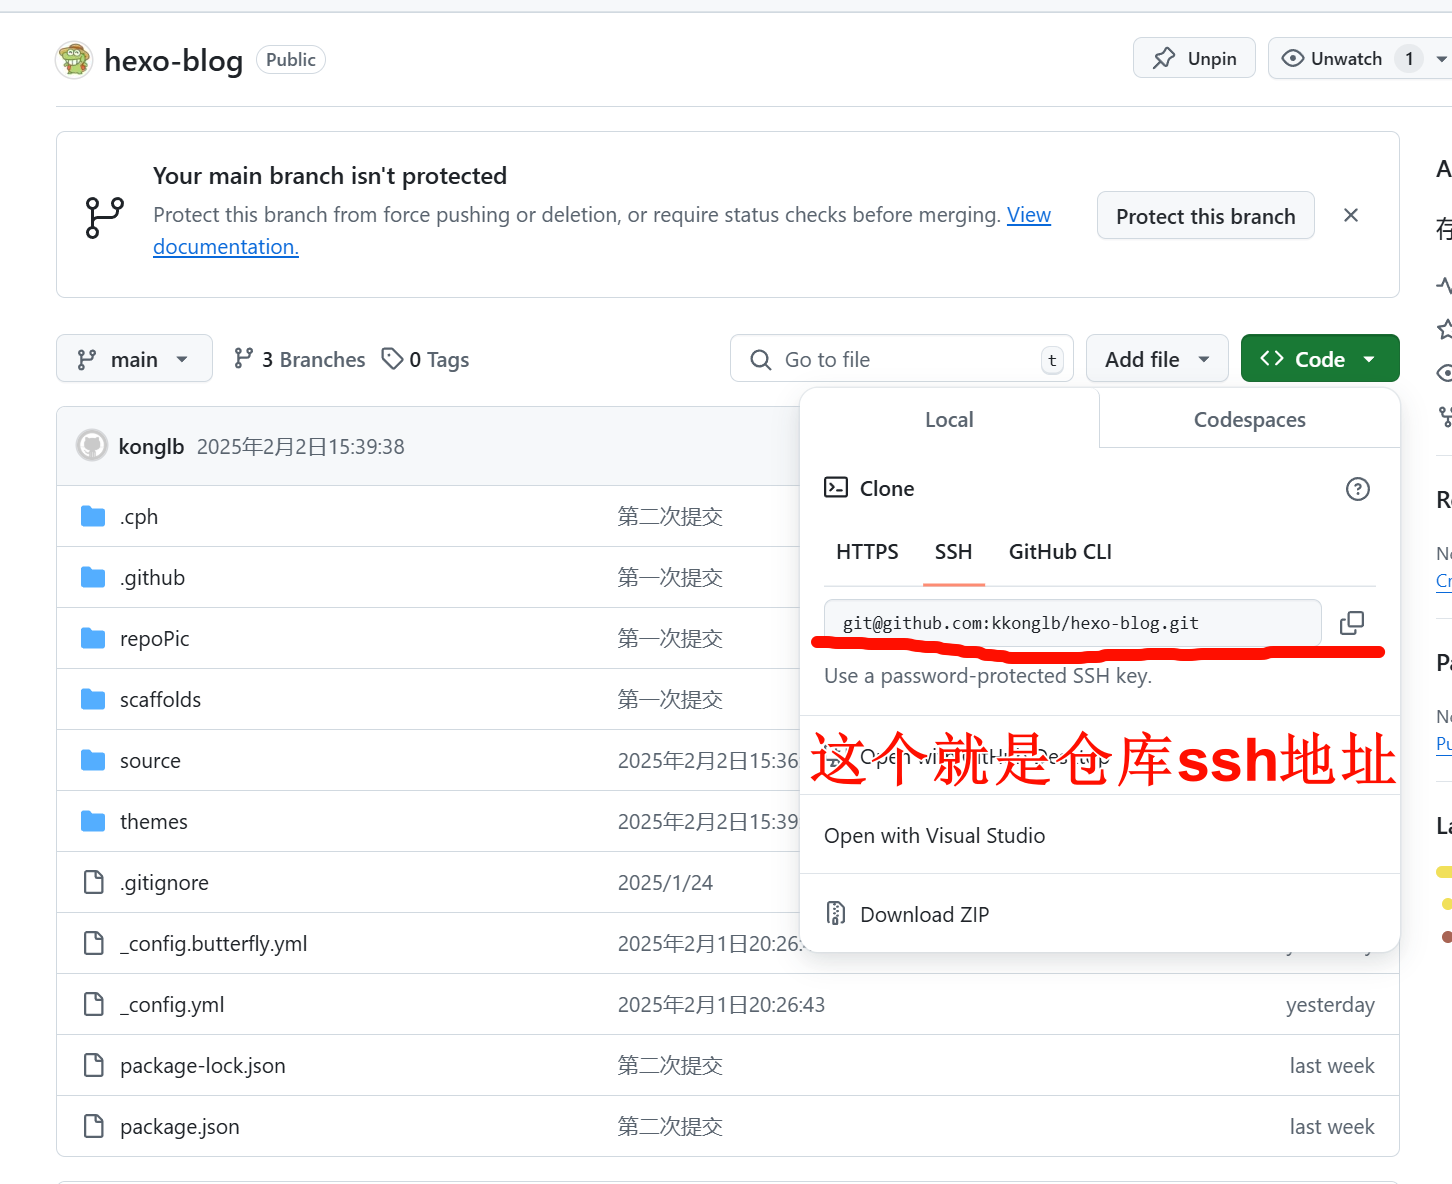 hexo-blog Public Unpin Unwatch 1
Your main branch isn't protected
Protect this branch from force pushing or deletion, or require status checks before merging. View
documentation.
Protect this branch
main 3 Branches 0 Tags Go to file t Add file Code
konglb 2025年2月2日15:39:38
.cph 第二次提交
.github 第一次提交
repoPic 第一次提交
scaffolds 第一次提交
source 2025年2月2日15:36
themes 2025年2月2日15:39
.gitignore 2025/1/24
_config.butterfly.yml 2025年2月1日20:26:
_config.yml 2025年2月1日20:26:43 yesterday
package-lock.json 第二次提交 last week
package.json 第二次提交 last week
Local Codespaces
Clone
HTTPS SSH GitHub CLI
git@github.com:kkonglb/hexo-blog.git
Use a password-protected SSH key.
这个就是仓库ssh地址
Open with GitHub Desktop
Open with Visual Studio
Download ZIP